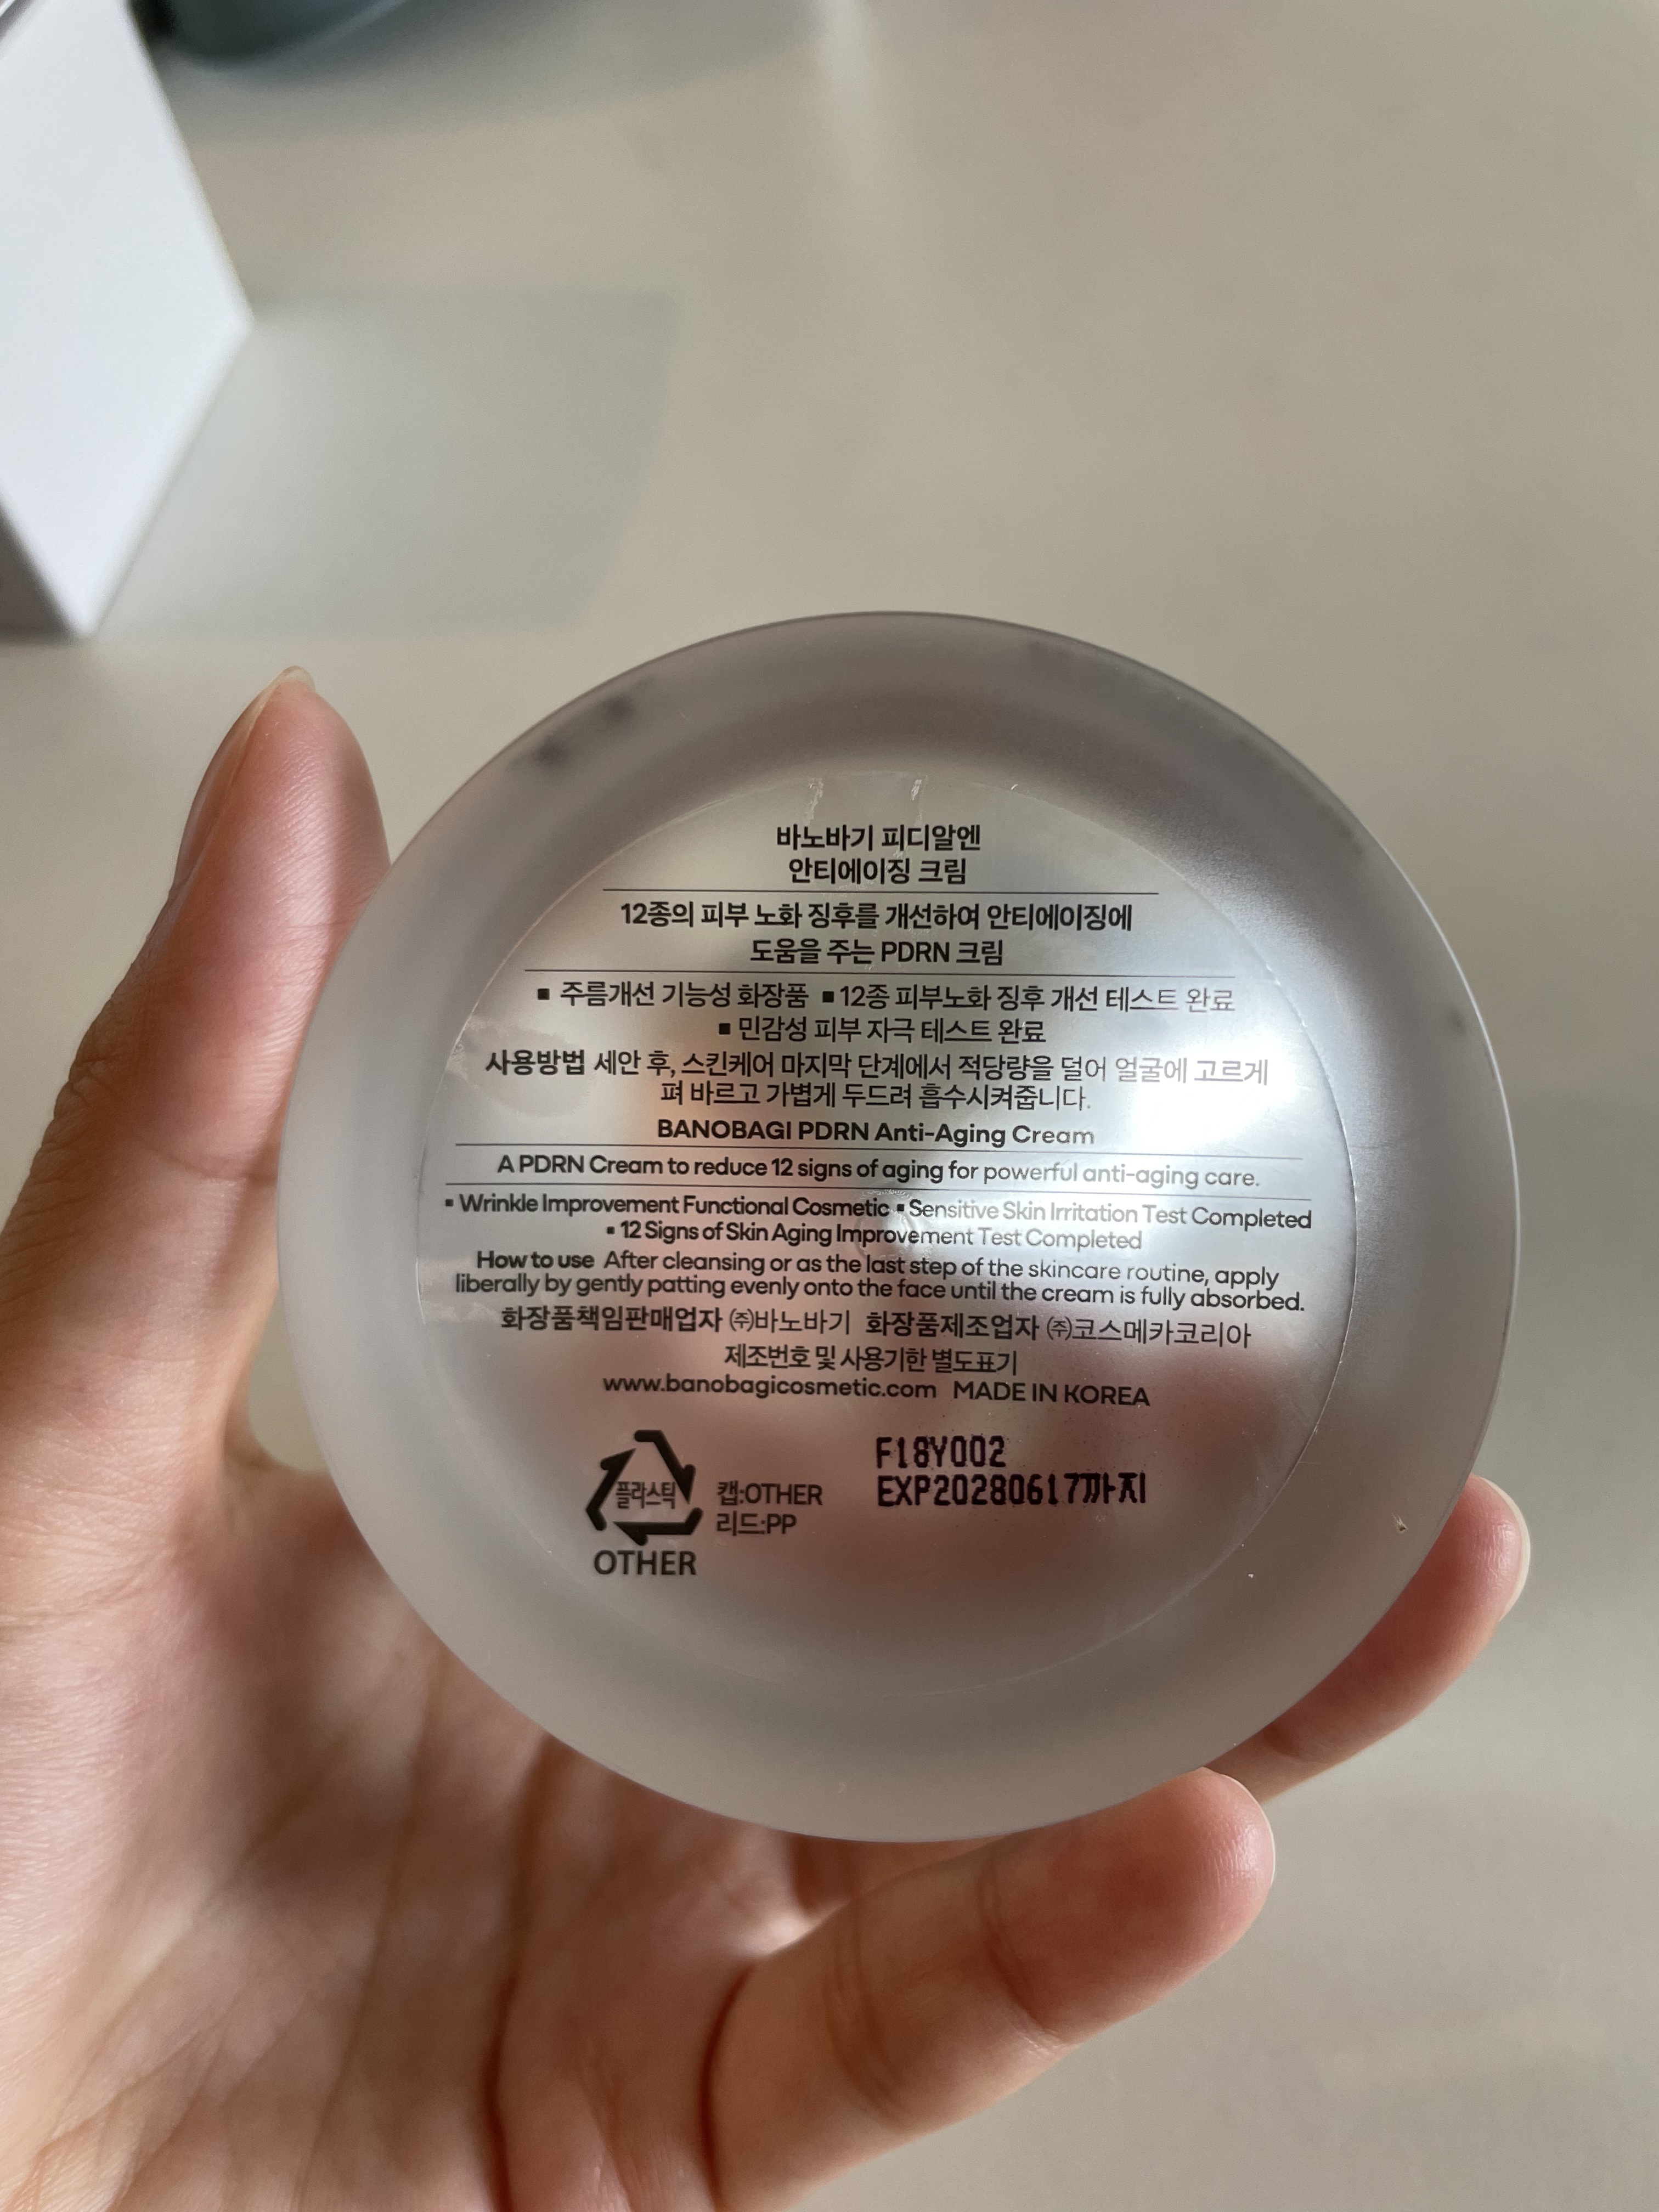 바노바기 피디알엔
안티에이징 크림
12종의 피부 노화 징후를 개선하여 안티에이징에
도움을 주는 PDRN 크림
▪ 주름개선 기능성 화장품 ▪ 12종 피부노화 징후 개선 테스트 완료
▪ 민감성 피부 자극 테스트 완료
사용방법 세안 후, 스킨케어 마지막 단계에서 적당량을 덜어 얼굴에 고르게
펴 바르고 가볍게 두드려 흡수시켜줍니다.
BANOBAGI PDRN Anti-Aging Cream
A PDRN Cream to reduce 12 signs of aging for powerful anti-aging care.
▪ Wrinkle Improvement Functional Cosmetic ▪ Sensitive Skin Irritation Test Completed
▪ 12 Signs of Skin Aging Improvement Test Completed
How to use After cleansing or as the last step of the skincare routine, apply
liberally by gently patting evenly onto the face until the cream is fully absorbed.
화장품책임판매업자 ㈜바노바기 화장품제조업자 ㈜코스메카코리아
제조번호 및 사용기한 별도표기
www.banobagicosmetic.com MADE IN KOREA
플라스틱
OTHER
캡:OTHER
리드:PP
F18Y002
EXP20280617까지